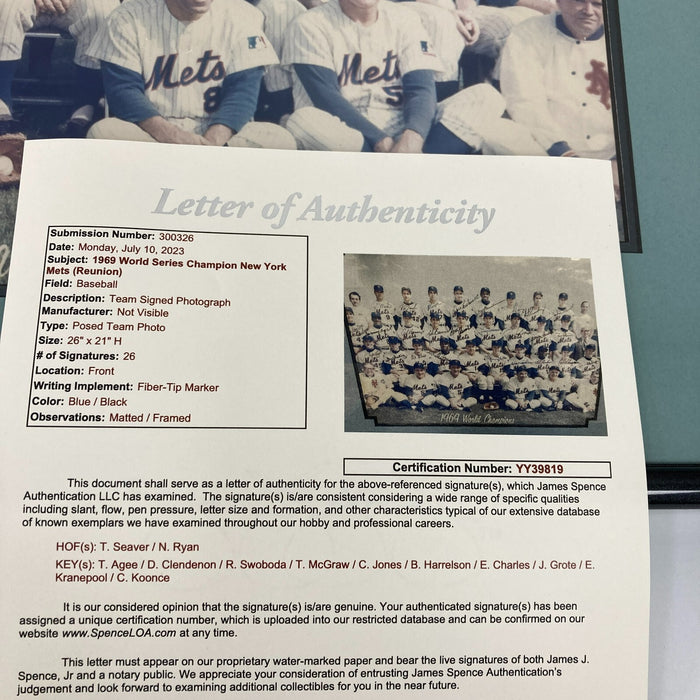 Mets
8
Mets
5
Letter of Authenticity
Submission Number: 300326
Date: Monday, July 10, 2023
Subject: 1969 World Series Champion New York
Mets (Reunion)
Field: Baseball
Description: Team Signed Photograph
Manufacturer: Not Visible
Type: Posed Team Photo
Size: 26" x 21" H
# of Signatures: 26
Location: Front
Writing Implement: Fiber-Tip Marker
Color: Blue / Black
Observations: Matted / Framed
1969 World Champions
Certification Number: YY39819
This document shall serve as a letter of authenticity for the above-referenced signature(s), which James Spence
Authentication LLC has examined. The signature(s) is/are consistent considering a wide range of specific qualities
including slant, flow, pen pressure, letter size and formation, and other characteristics typical of our extensive database
of known exemplars we have examined throughout our hobby and professional careers.
HOF(s): T. Seaver / N. Ryan
KEY(s): T. Agee / D. Clendenon / R. Swoboda / T. McGraw / C. Jones / B. Harrelson / E. Charles / J. Grote / E.
Kranepool / C. Koonce
It is our considered opinion that the signature(s) is/are genuine. Your authenticated signature(s) has been
assigned a unique certification number, which is uploaded into our restricted database and can be confirmed on our
website www.SpenceLOA.com at any time.
This letter must appear on our proprietary water-marked paper and bear the live signatures of both James J.
Spence, Jr and a notary public. We appreciate your consideration of entrusting James Spence Authentication's
judgement and look forward to examining additional collectibles for you in the near future.